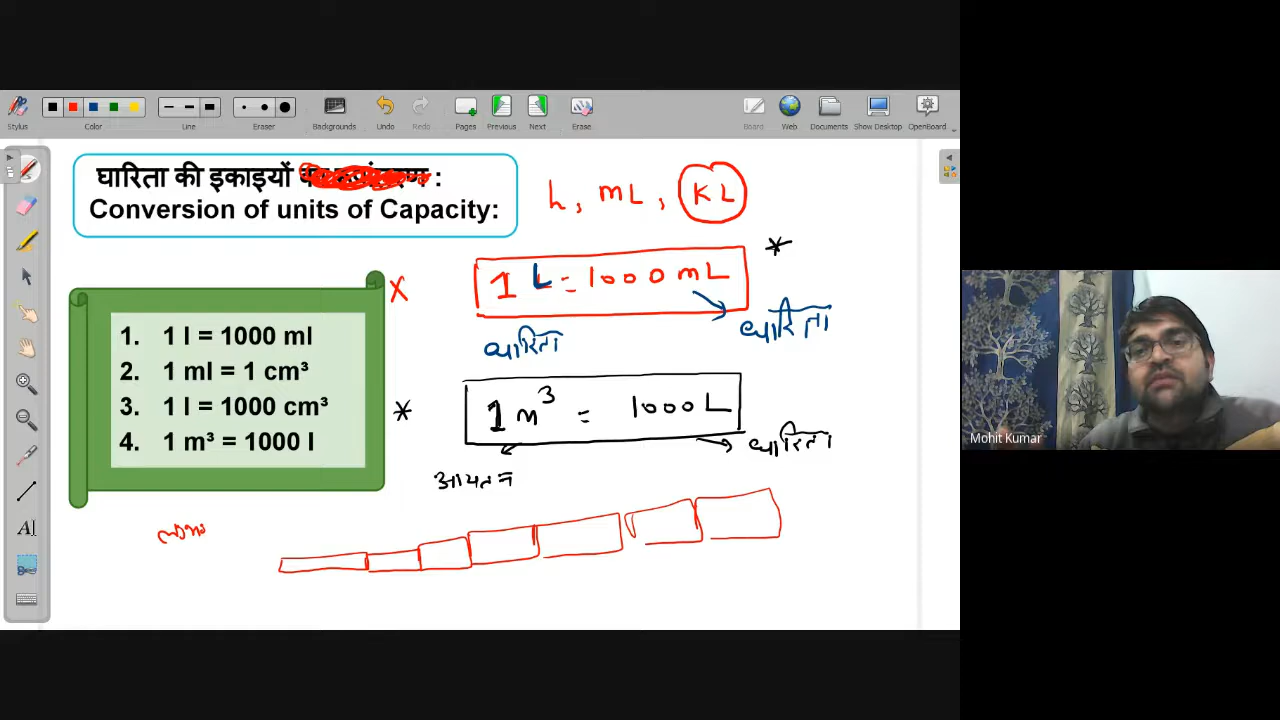 Stylus
Color
Line
Eraser
Backgrounds
Undo
Redo
Pages
Previous
Next
Erase
Board
Web
Documents
Show Desktop
OpenBoard
घारिता की इकाइयों :
Conversion of units of Capacity:
L, mL, KL
1 L = 1000 mL
धारिता
धारिता
1. 1 l = 1000 ml
2. 1 ml = 1 cm³
3. 1 l = 1000 cm³
4. 1 m³ = 1000 l
1 m³ = 1000 L
आयतन
धारिता
Mohit Kumar